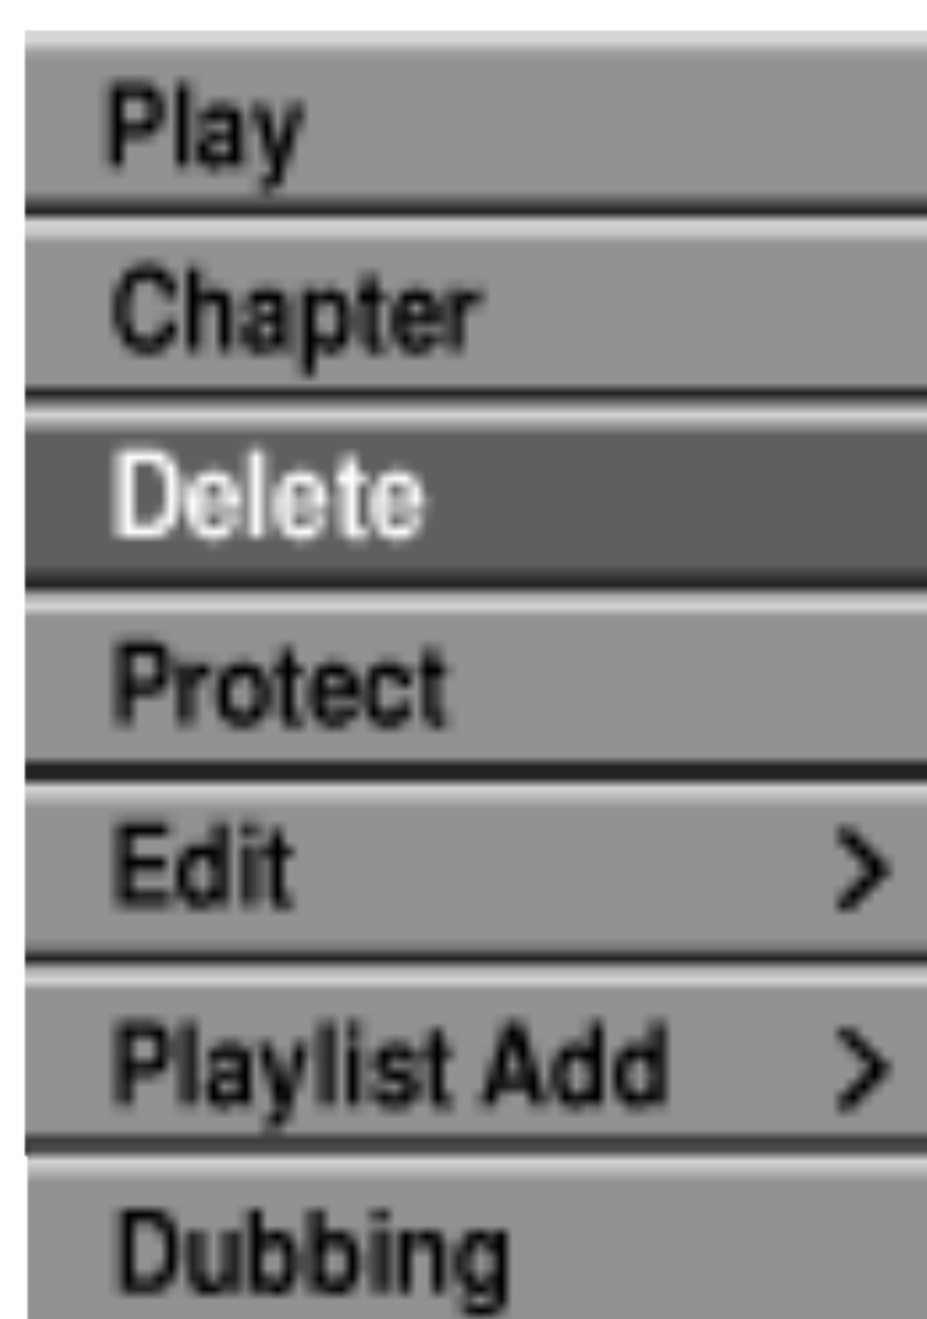 Play
Chapter
Delete
Protect
Edit >
Playlist Add >
Dubbing